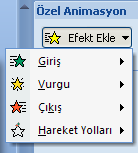 Özel Animasyon
Efekt Ekle
Giriş
Vurgu
Çıkış
Hareket Yolları